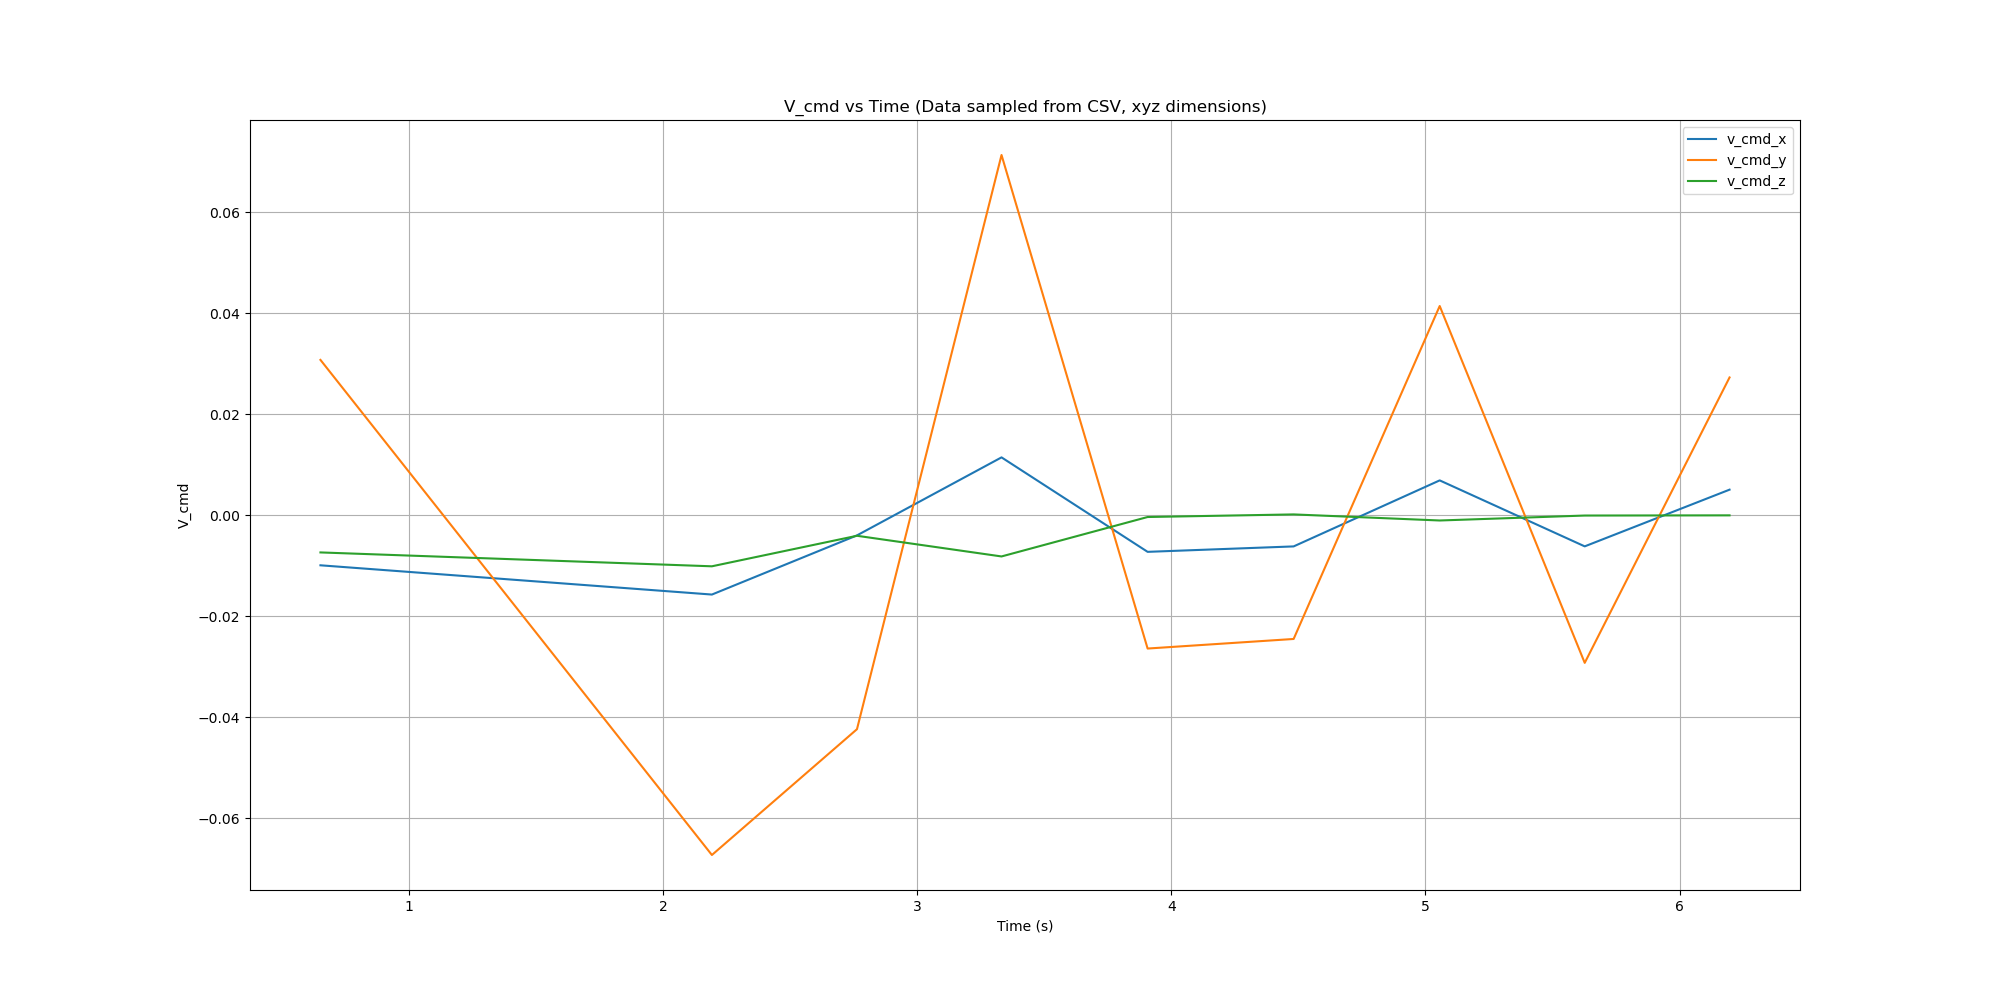 V_cmd vs Time (Data sampled from CSV, xyz dimensions)
v_cmd_x
v_cmd_y
v_cmd_z
V_cmd
0.06
0.04
0.02
0.00
−0.02
−0.04
−0.06
1 2 3 4 5 6
Time (s)